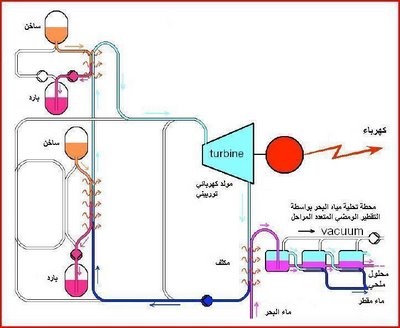 ساخن
بارد
ساخن
بارد
turbine
مولد كهربائي
توربيني
كهرباء
محطة تحلية مياه البحر بواسطة
التقطير الومضي المتعدد المراحل
vacuum
مكثف
محلول
ملحي
ماء مقطر
ماء البحر